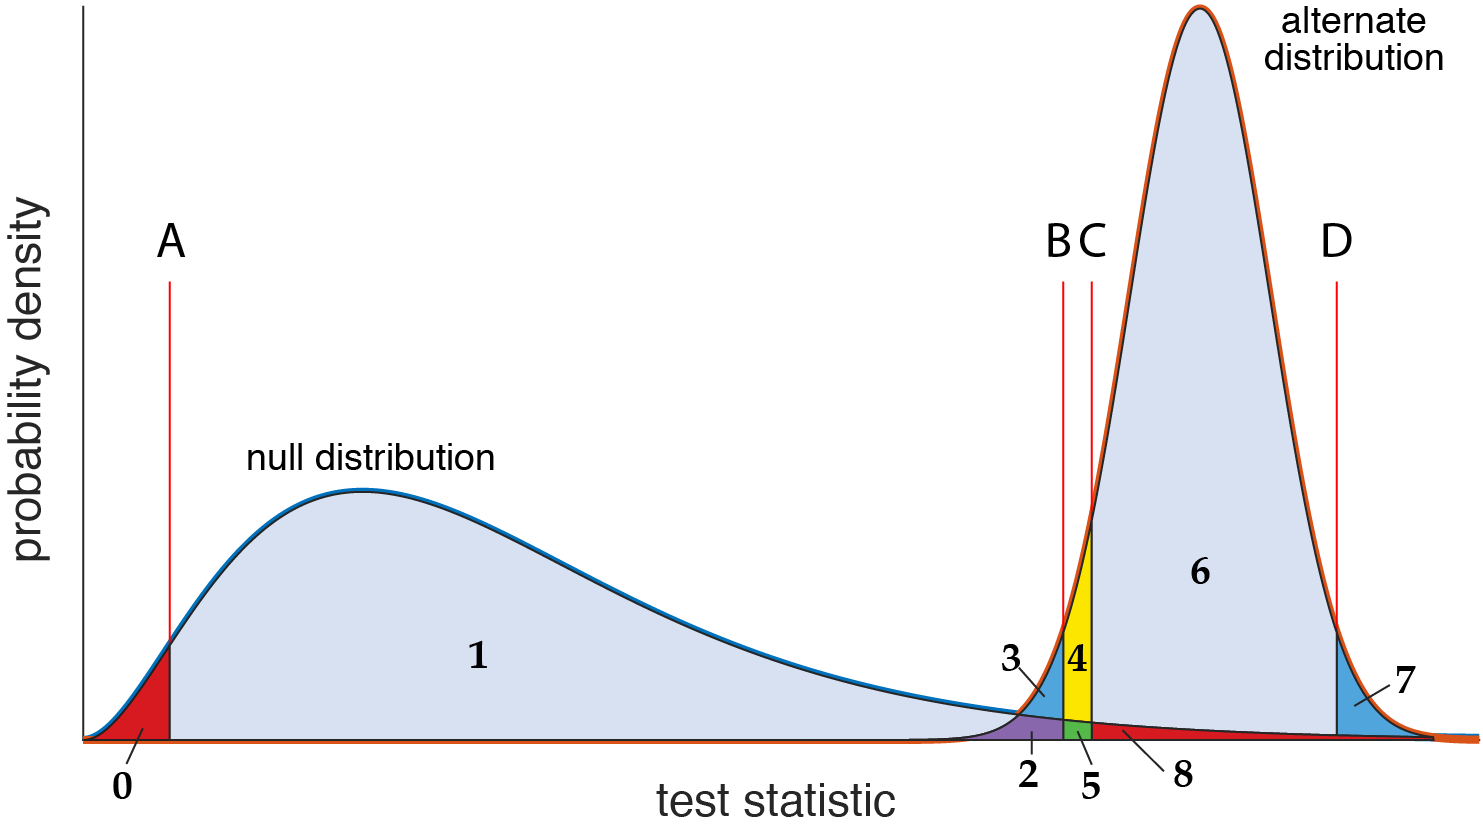 alternate
distribution
A
B C
D
null distribution
probability density
1
6
3
4
7
0
2
5
8
test statistic